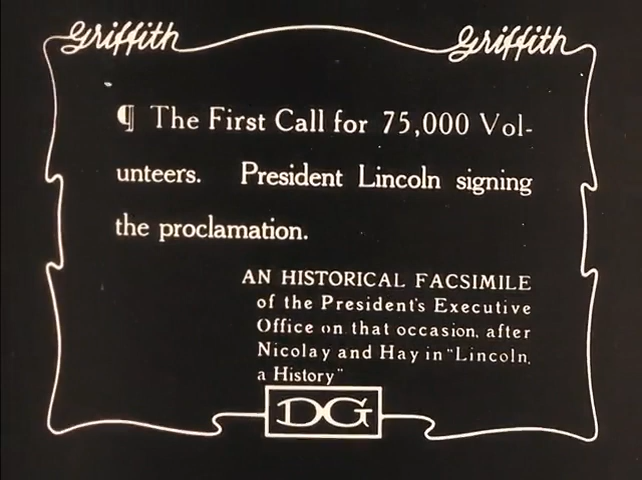 Griffith Griffith
¶ The First Call for 75,000 Vol-
unteers. President Lincoln signing
the proclamation.
AN HISTORICAL FACSIMILE
of the President's Executive
Office on that occasion, after
Nicolay and Hay in "Lincoln,
a History"
DG